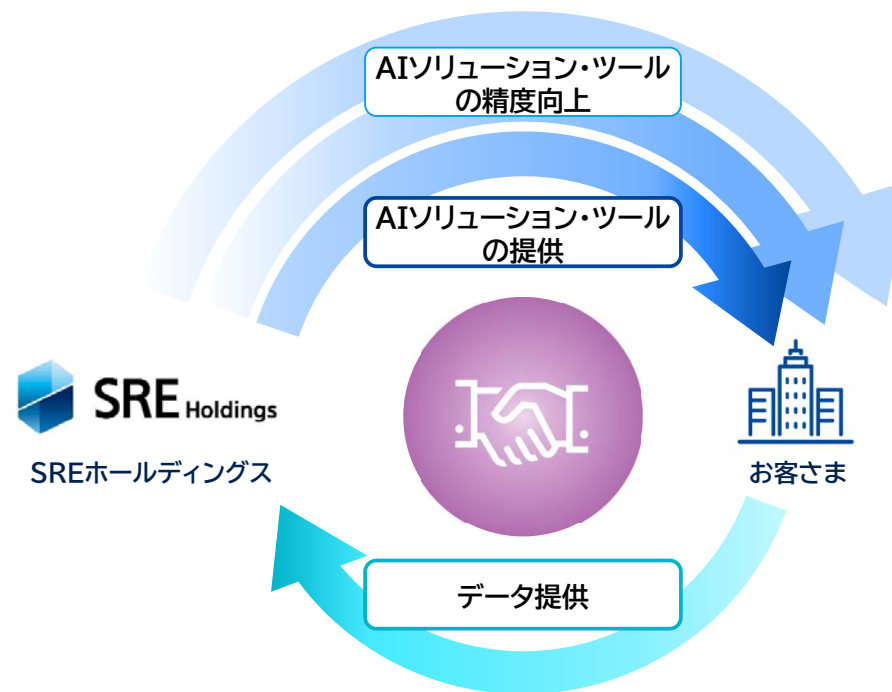 AIソリューション・ツール
の精度向上
AIソリューション・ツール
の提供
SRE Holdings
SREホールディングス
お客さま
データ提供